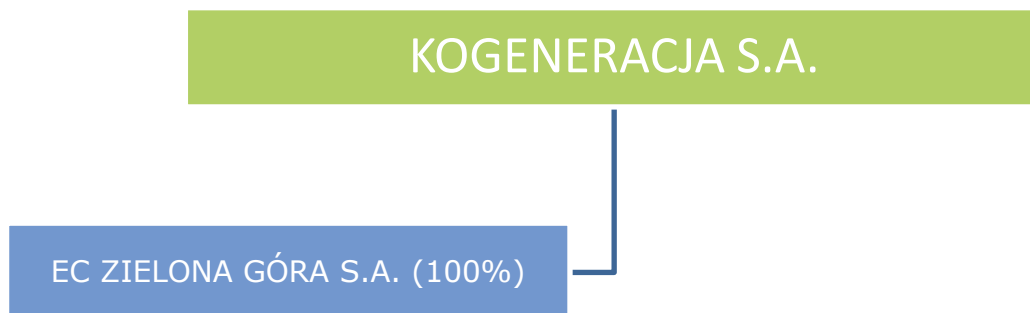 KOGENERACJA S.A.
EC ZIELONA GÓRA S.A. (100%)